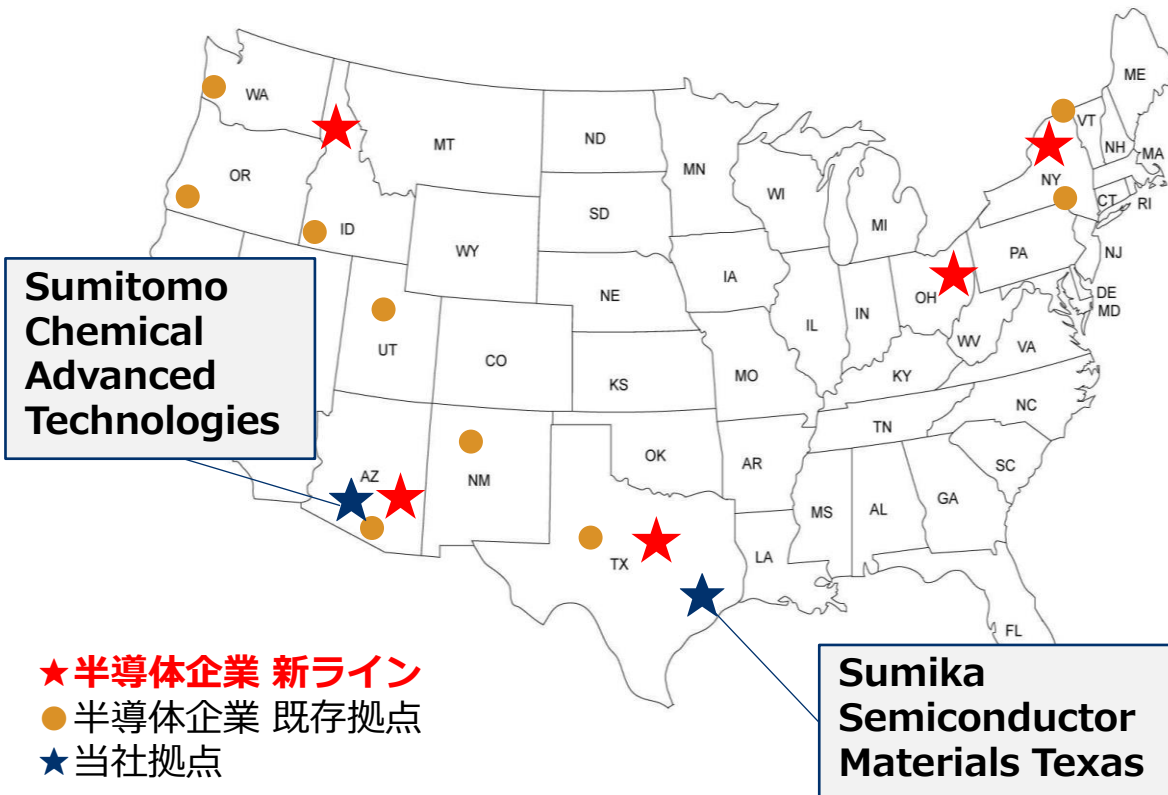 WA
MT
ND
MN
ME
VT
NH
MA
NY
CT
RI
OR
ID
SD
WI
MI
WY
IA
PA
NJ
NE
OH
DE
MD
Sumitomo
Chemical
Advanced
Technologies
UT
CO
IL
IN
WV
VA
KS
MO
KY
NC
TN
OK
AR
SC
AZ
NM
MS
AL
GA
TX
LA
FL
★半導体企業 新ライン
●半導体企業 既存拠点
★当社拠点
Sumika
Semiconductor
Materials Texas